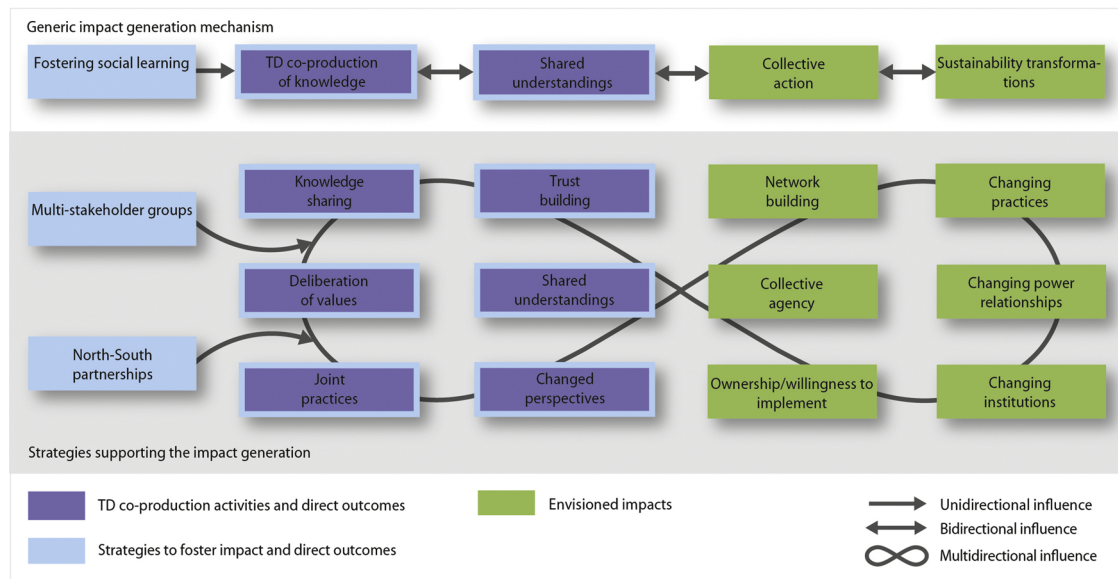 Generic impact generation mechanism
Fostering social learning
TD co-production
of knowledge
Shared
understandings
Collective
action
Sustainability transforma-
tions
Knowledge
sharing
Trust
building
Network
building
Changing
practices
Multi-stakeholder groups
Deliberation
of values
Shared
understandings
Collective
agency
Changing power
relationships
North-South
partnerships
Joint
practices
Changed
perspectives
Ownership/willingness to
implement
Changing
institutions
Strategies supporting the impact generation
TD co-production activities and direct outcomes
Envisioned impacts
Unidirectional influence
Bidirectional influence
Strategies to foster impact and direct outcomes
Multidirectional influence